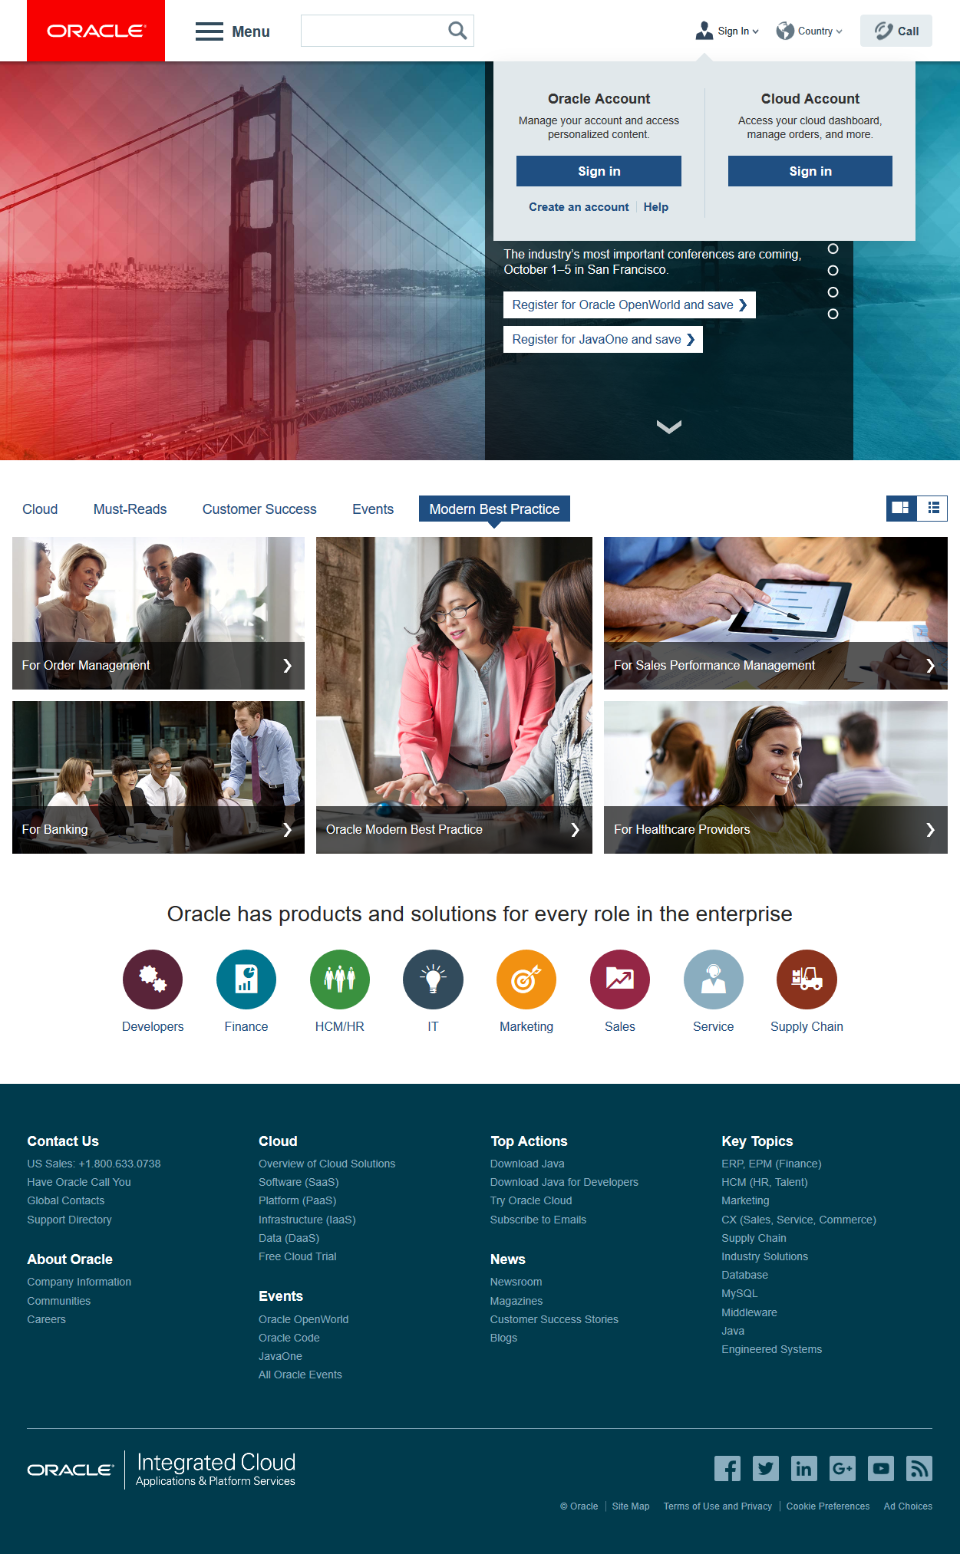 ORACLE
Menu
Sign In
Country
Call
Oracle Account
Manage your account and access
personalized content.
Sign in
Create an account
Help
Cloud Account
Access your cloud dashboard,
manage orders, and more.
Sign in
The industry's most important conferences are coming,
October 1–5 in San Francisco.
Register for Oracle OpenWorld and save
Register for JavaOne and save
Cloud
Must-Reads
Customer Success
Events
Modern Best Practice
For Order Management
For Banking
Oracle Modern Best Practice
For Sales Performance Management
For Healthcare Providers
Oracle has products and solutions for every role in the enterprise
Developers
Finance
HCM/HR
IT
Marketing
Sales
Service
Supply Chain
Contact Us
US Sales: +1.800.633.0738
Have Oracle Call You
Global Contacts
Support Directory
About Oracle
Company Information
Communities
Careers
Cloud
Overview of Cloud Solutions
Software (SaaS)
Platform (PaaS)
Infrastructure (IaaS)
Data (DaaS)
Free Cloud Trial
Events
Oracle OpenWorld
Oracle Code
JavaOne
All Oracle Events
Top Actions
Download Java
Download Java for Developers
Try Oracle Cloud
Subscribe to Emails
News
Newsroom
Magazines
Customer Success Stories
Blogs
Key Topics
ERP, EPM (Finance)
HCM (HR, Talent)
Marketing
CX (Sales, Service, Commerce)
Supply Chain
Industry Solutions
Database
MySQL
Middleware
Java
Engineered Systems
ORACLE
Integrated Cloud
Applications & Platform Services
© Oracle
Site Map
Terms of Use and Privacy
Cookie Preferences
Ad Choices